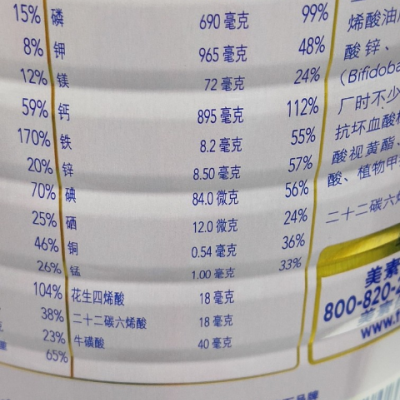 15% 磷 690 毫克 99%
8% 钾 965 毫克 48%
12% 镁 72 毫克 24%
59% 钙 895 毫克 112%
170% 铁 8.2 毫克 55%
20% 锌 8.50 毫克 57%
70% 碘 84.0 微克 56%
25% 硒 12.0 微克 24%
46% 铜 0.54 毫克 36%
26% 锰 1.00 毫克 33%
104% 花生四烯酸 18 毫克
38% 二十二碳六烯酸 18 毫克
23% 牛磺酸 40 毫克
65%
烯酸油
酸锌、
（Bifidoba
厂时不少
抗坏血酸
酸视黄酯、
酸、植物甲
二十二碳六烯
美素
800-820-2
www.f